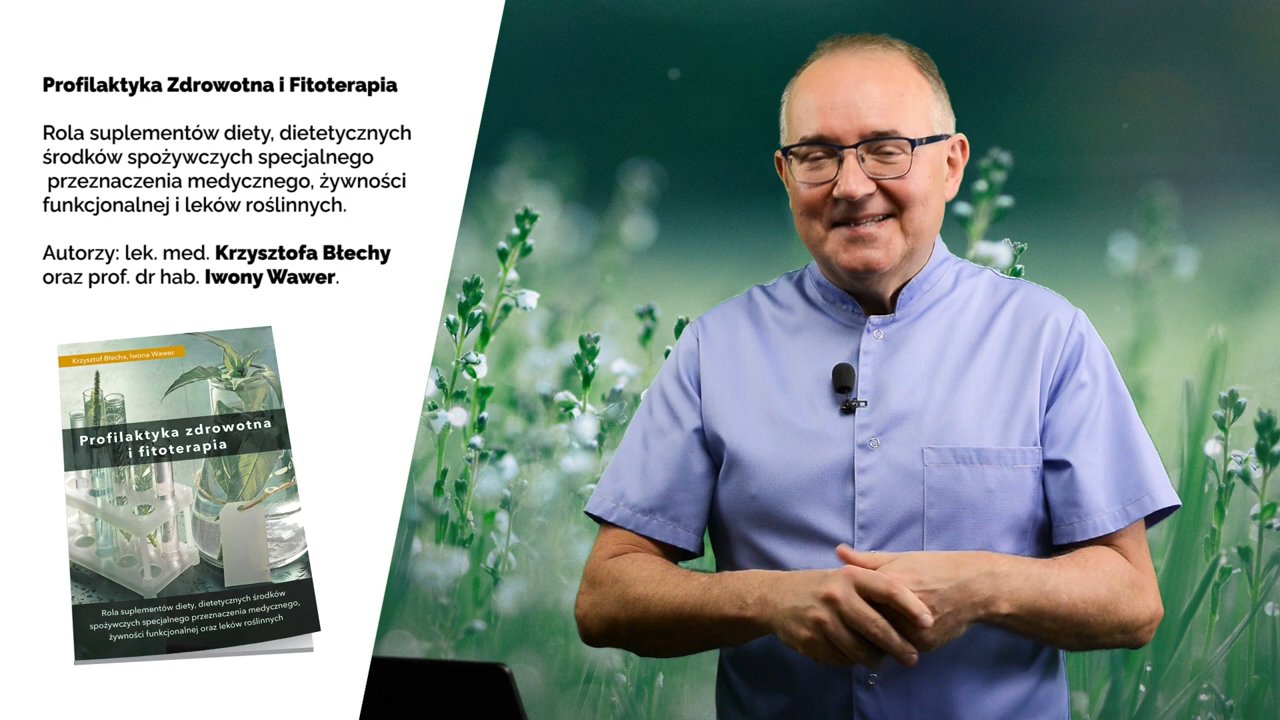 Profilaktyka Zdrowotna i Fitoterapia
Rola suplementów diety, dietetycznych
środków spożywczych specjalnego
przeznaczenia medycznego, żywności
funkcjonalnej i leków roślinnych.
Autorzy: lek. med. Krzysztofa Błechy
oraz prof. dr hab. Iwony Wawer.
Krzysztof Błecha, Iwona Wawer
Profilaktyka zdrowotna
i fitoterapia
Rola suplementów diety, dietetycznych środków
spożywczych specjalnego przeznaczenia medycznego,
żywności funkcjonalnej oraz leków roślinnych